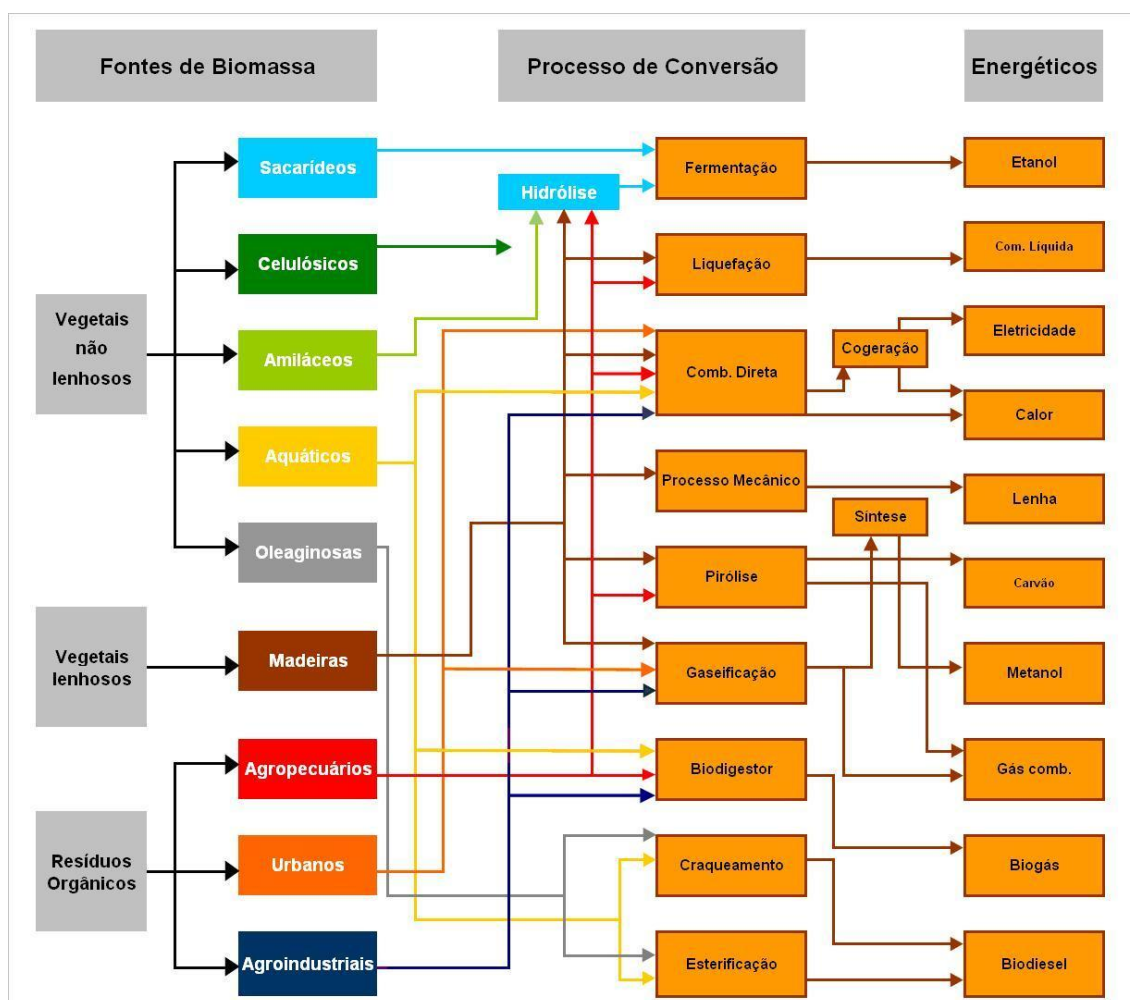 Fontes de Biomassa
Processo de Conversão
Energéticos
Vegetais
não
lenhosos
Vegetais
lenhosos
Resíduos
Orgânicos
Sacarídeos
Celulósicos
Amiláceos
Aquáticos
Oleaginosas
Madeiras
Agropecuários
Urbanos
Agroindustriais
Hidrólise
Fermentação
Liquefação
Comb. Direta
Processo Mecânico
Pirólise
Gaseificação
Biodigestor
Craqueamento
Esterificação
Cogeração
Síntese
Etanol
Com. Líquida
Eletricidade
Calor
Lenha
Carvão
Metanol
Gás comb.
Biogás
Biodiesel